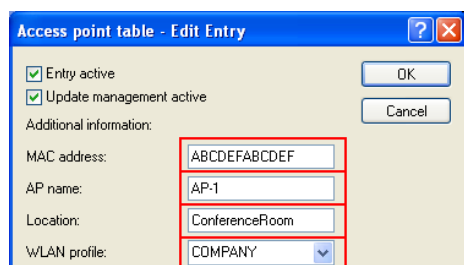 Access point table - Edit Entry
Entry active
OK
Update management active
Cancel
Additional information:
MAC address: ABCDEFABCDEF
AP name: AP-1
Location: ConferenceRoom
WLAN profile: COMPANY